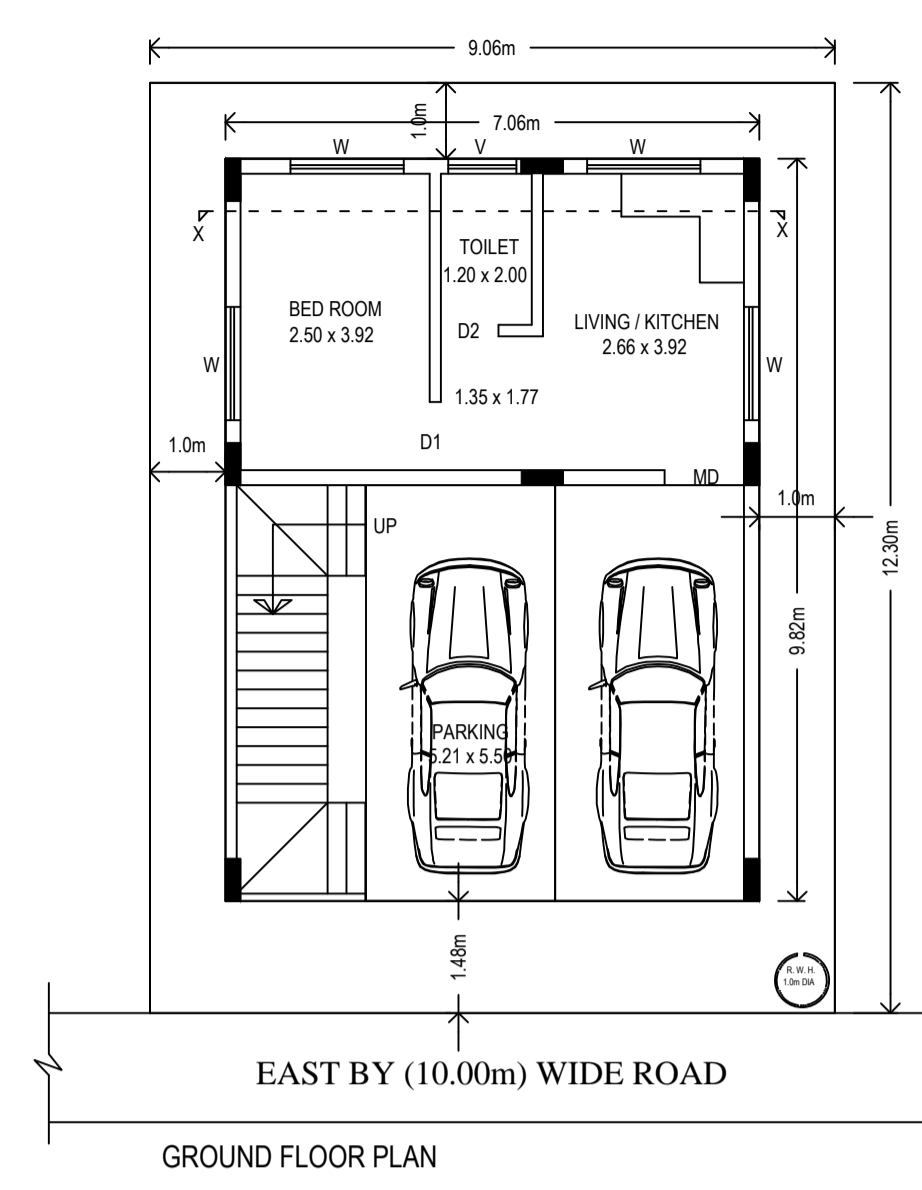 9.06m
1.0m
7.06m
W
V
W
X
X
TOILET
1.20 x 2.00
BED ROOM
2.50 x 3.92
D2
LIVING / KITCHEN
2.66 x 3.92
W
W
1.35 x 1.77
D1
1.0m
MD
1.0m
UP
12.30m
9.82m
PARKING
5.21 x 5.50
1.48m
R. W. H.
1.0m DIA
EAST BY (10.00m) WIDE ROAD
GROUND FLOOR PLAN